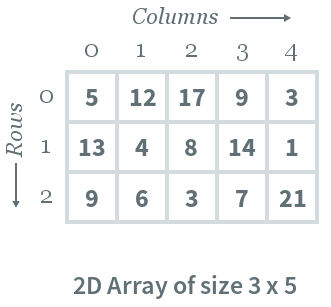 Columns
0 1 2 3 4
Rows
0 5 12 17 9 3
1 13 4 8 14 1
2 9 6 3 7 21
2D Array of size 3 x 5